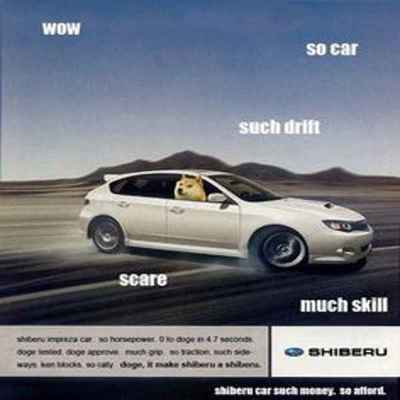 wow
so car
such drift
scare
much skill
shiberu impreza car. so horsepower. 0 to doge in 4.7 seconds.
doge tested. doge approve. much grip. so traction. such side-
ways. ken blocks. so rally. doge, it make shiberu a shiberu.
SHIBERU
shiberu car such money. so afford.